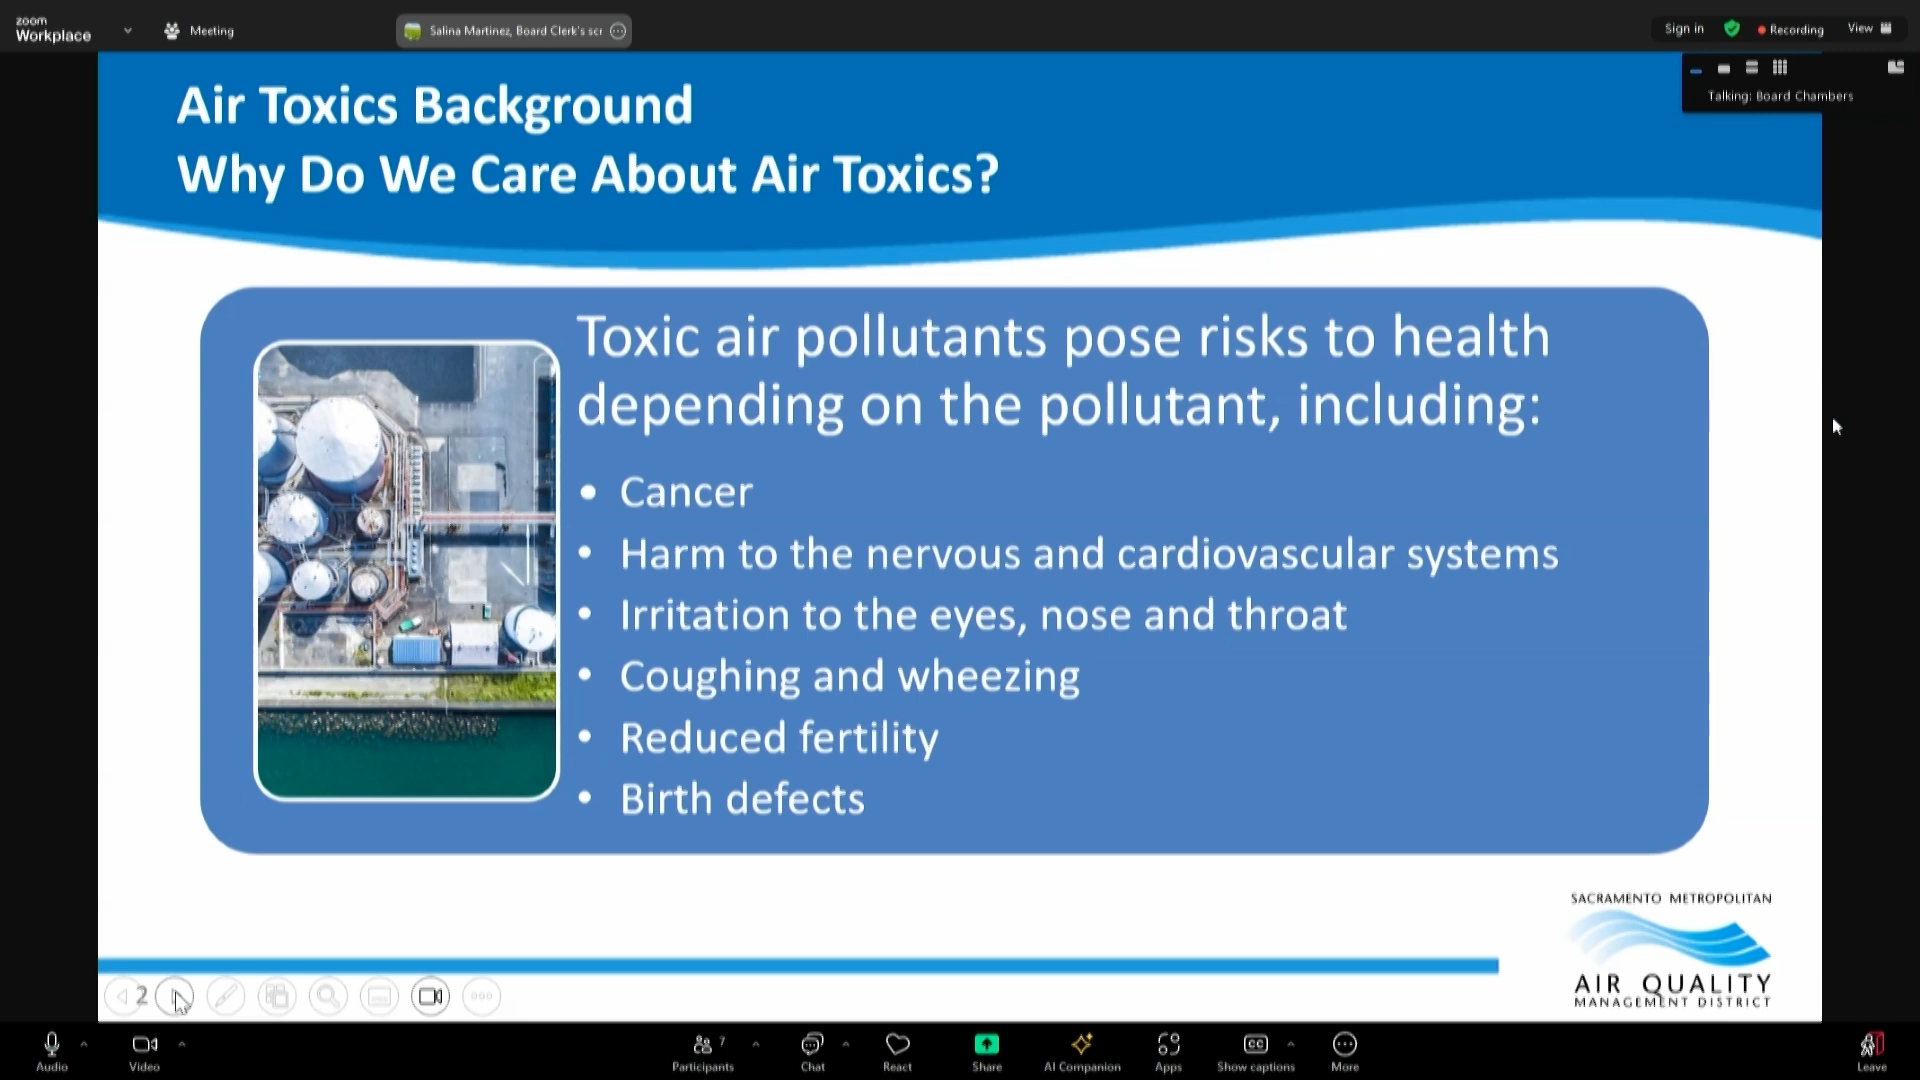 zoom
Workplace
Meeting
Salina Martinez, Board Clerk's scr
Sign in
Recording
View
Talking: Board Chambers
Air Toxics Background
Why Do We Care About Air Toxics?
Toxic air pollutants pose risks to health
depending on the pollutant, including:
• Cancer
• Harm to the nervous and cardiovascular systems
• Irritation to the eyes, nose and throat
• Coughing and wheezing
• Reduced fertility
• Birth defects
SACRAMENTO METROPOLITAN
AIR QUALITY
MANAGEMENT DISTRICT
2
Audio
Video
Participants
7
Chat
React
Share
AI Companion
Apps
CC
Show captions
More
Leave